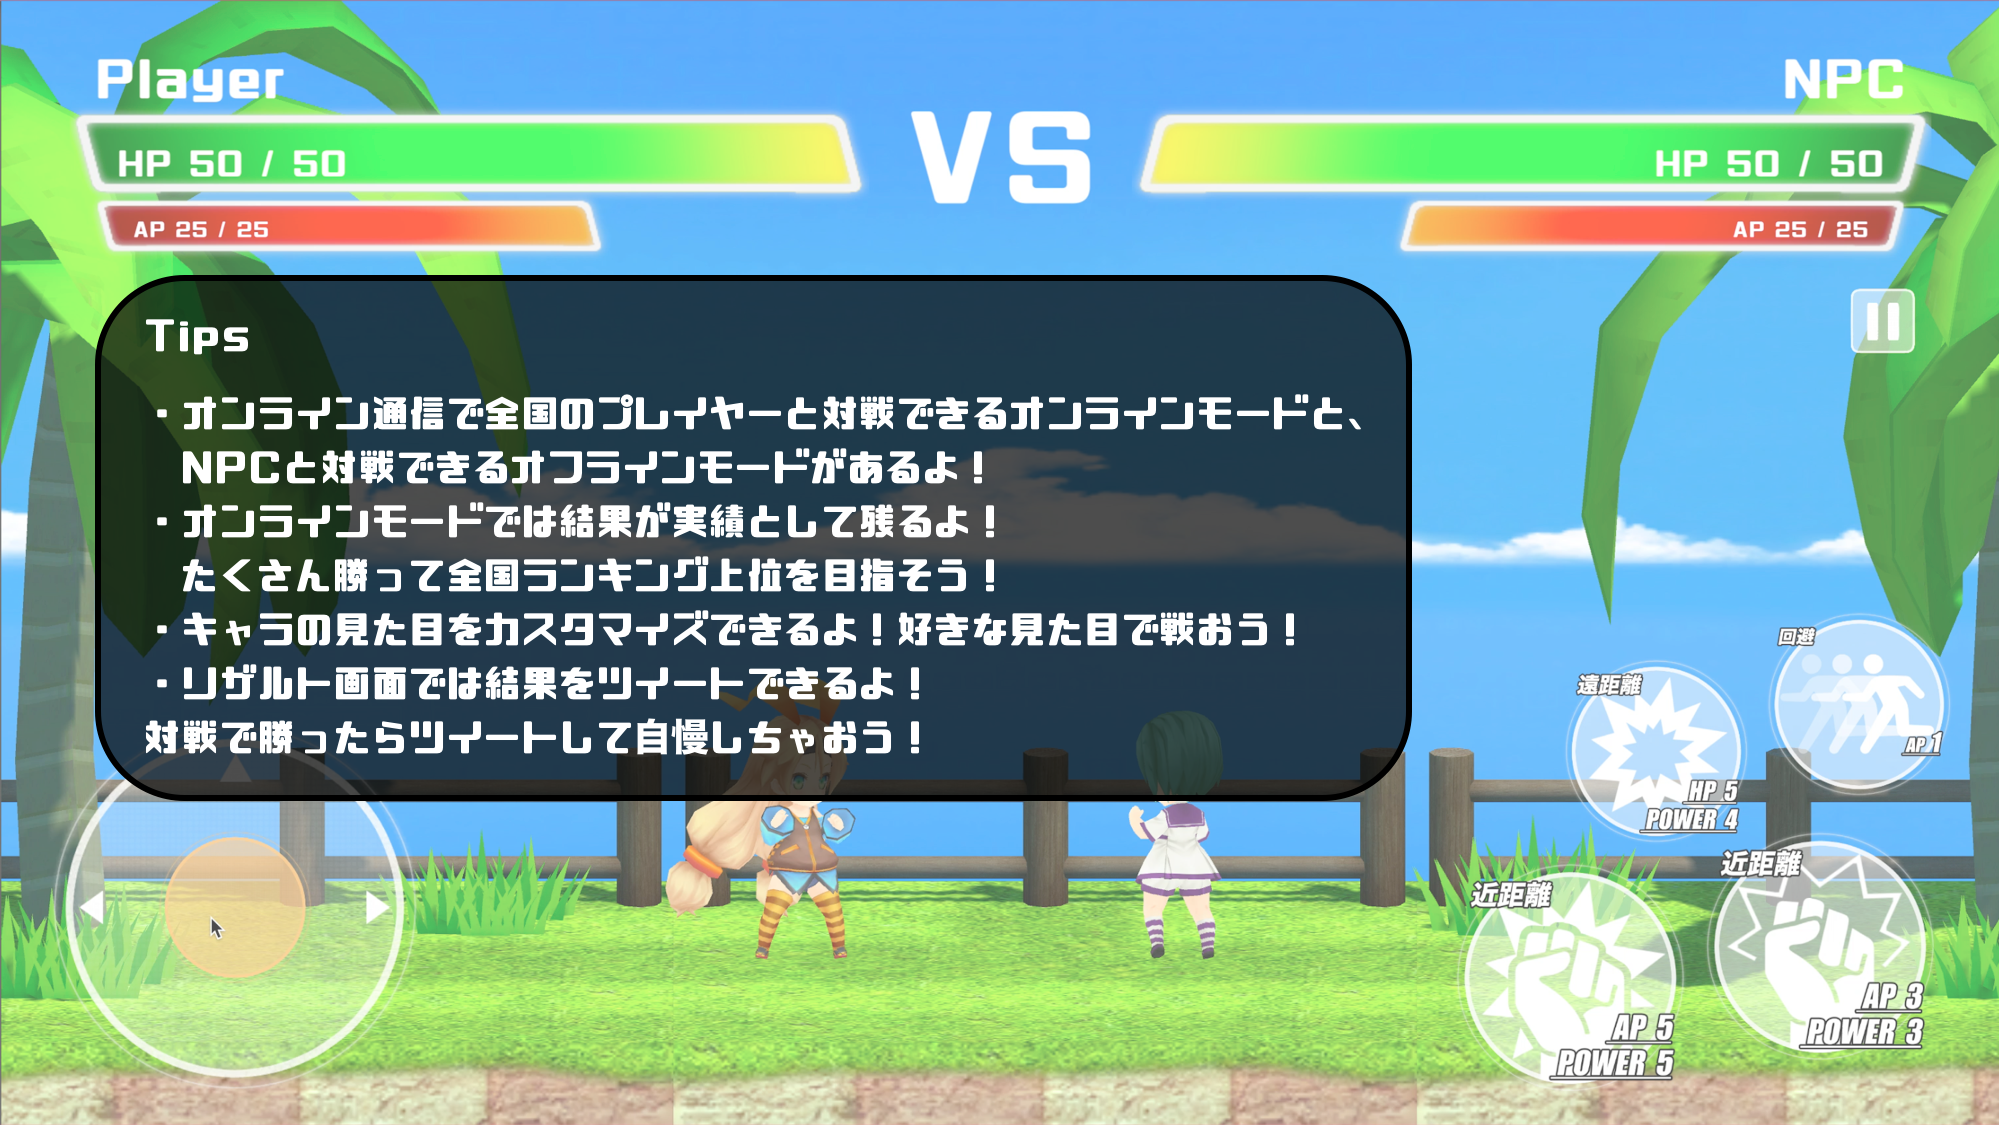 Player
NPC
VS
HP 50 / 50
HP 50 / 50
AP 25 / 25
AP 25 / 25
Tips
・オンライン通信で全国のプレイヤーと対戦できるオンラインモードと、
NPCと対戦できるオフラインモードがあるよ！
・オンラインモードでは結果が実績として残るよ！
たくさん勝って全国ランキング上位を目指そう！
・キャラの見た目をカスタマイズできるよ！好きな見た目で戦おう！
・リザルト画面では結果をツイートできるよ！
対戦で勝ったらツイートして自慢しちゃおう！
回避
AP 1
遠距離
HP 5
POWER 4
近距離
AP 3
POWER 3
近距離
AP 5
POWER 5